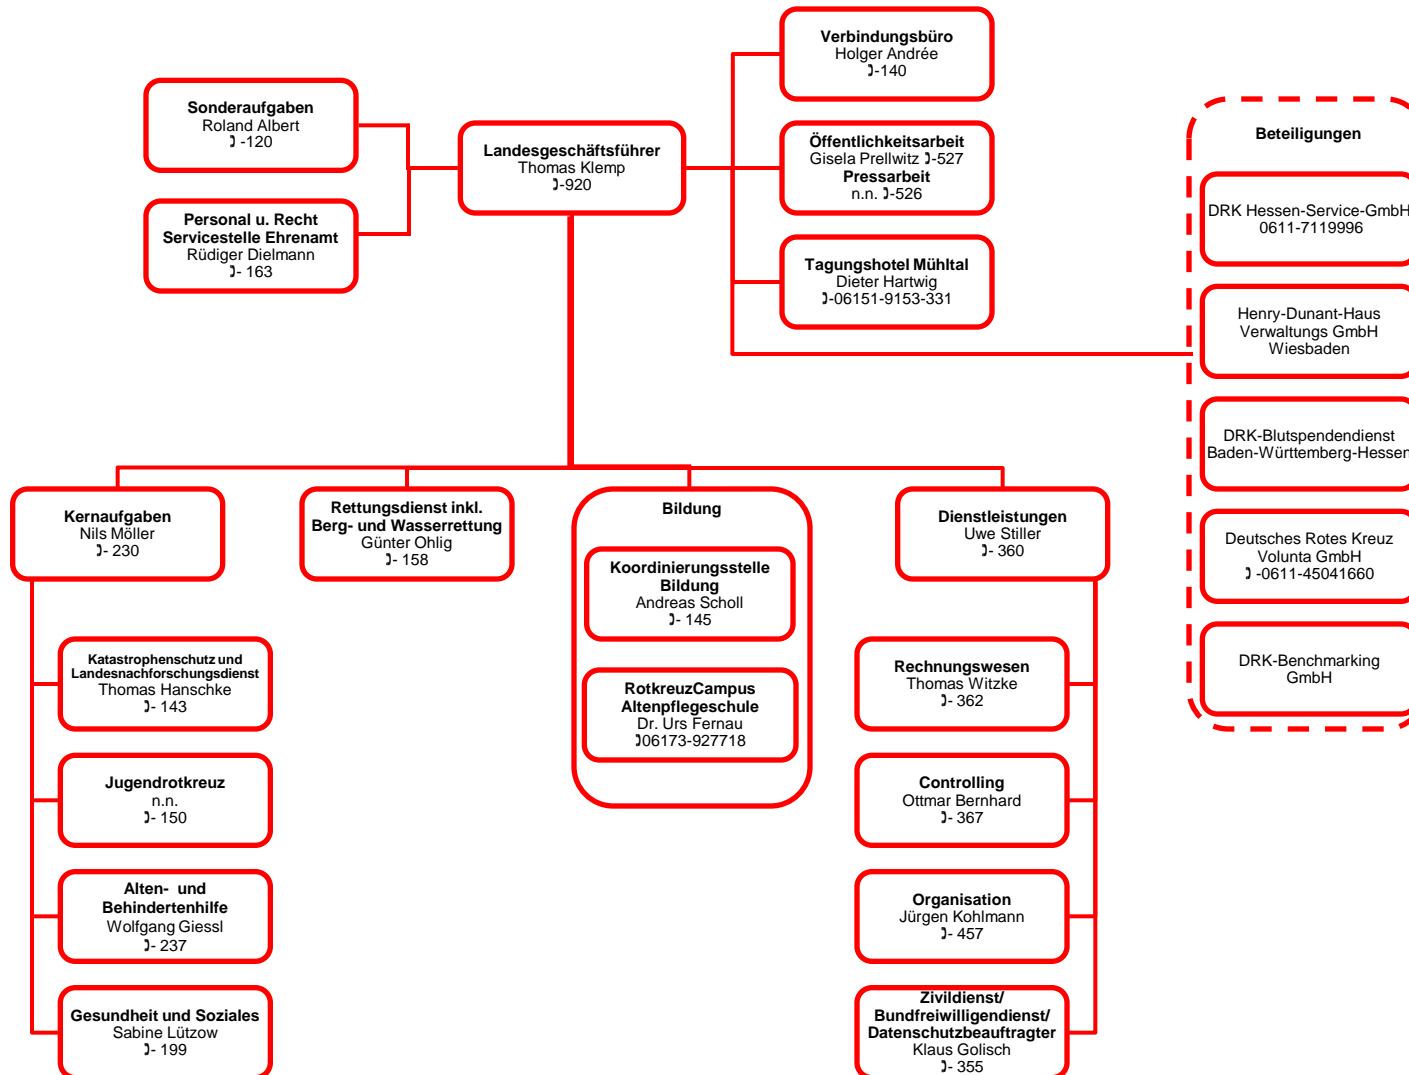 Verbindungsbüro
Holger Andrée
-140
Sonderaufgaben
Roland Albert
-120
Landesgeschäftsführer
Thomas Klemp
-920
Öffentlichkeitsarbeit
Gisela Prellwitz -527
Pressarbeit
n.n. -526
Personal u. Recht
Servicestelle Ehrenamt
Rüdiger Dielmann
- 163
Tagungshotel Mühltal
Dieter Hartwig
-06151-9153-331
Beteiligungen
DRK Hessen-Service-GmbH
0611-7119996
Henry-Dunant-Haus
Verwaltungs GmbH
Wiesbaden
DRK-Blutspendendienst
Baden-Württemberg-Hessen
Deutsches Rotes Kreuz
Volunta GmbH
-0611-45041660
DRK-Benchmarking
GmbH
Kernaufgaben
Nils Möller
- 230
Katastrophenschutz und
Landesnachforschungsdienst
Thomas Hanschke
- 143
Jugendrotkreuz
n.n.
- 150
Alten- und
Behindertenhilfe
Wolfgang Giessl
- 237
Gesundheit und Soziales
Sabine Lützow
- 199
Rettungsdienst inkl.
Berg- und Wasserrettung
Günter Ohlig
- 158
Bildung
Koordinierungsstelle
Bildung
Andreas Scholl
- 145
RotkreuzCampus
Altenpflegeschule
Dr. Urs Fernau
06173-927718
Dienstleistungen
Uwe Stiller
- 360
Rechnungswesen
Thomas Witzke
- 362
Controlling
Ottmar Bernhard
- 367
Organisation
Jürgen Kohlmann
- 457
Zivildienst/
Bundfreiwilligendienst/
Datenschutzbeauftragter
Klaus Golisch
- 355